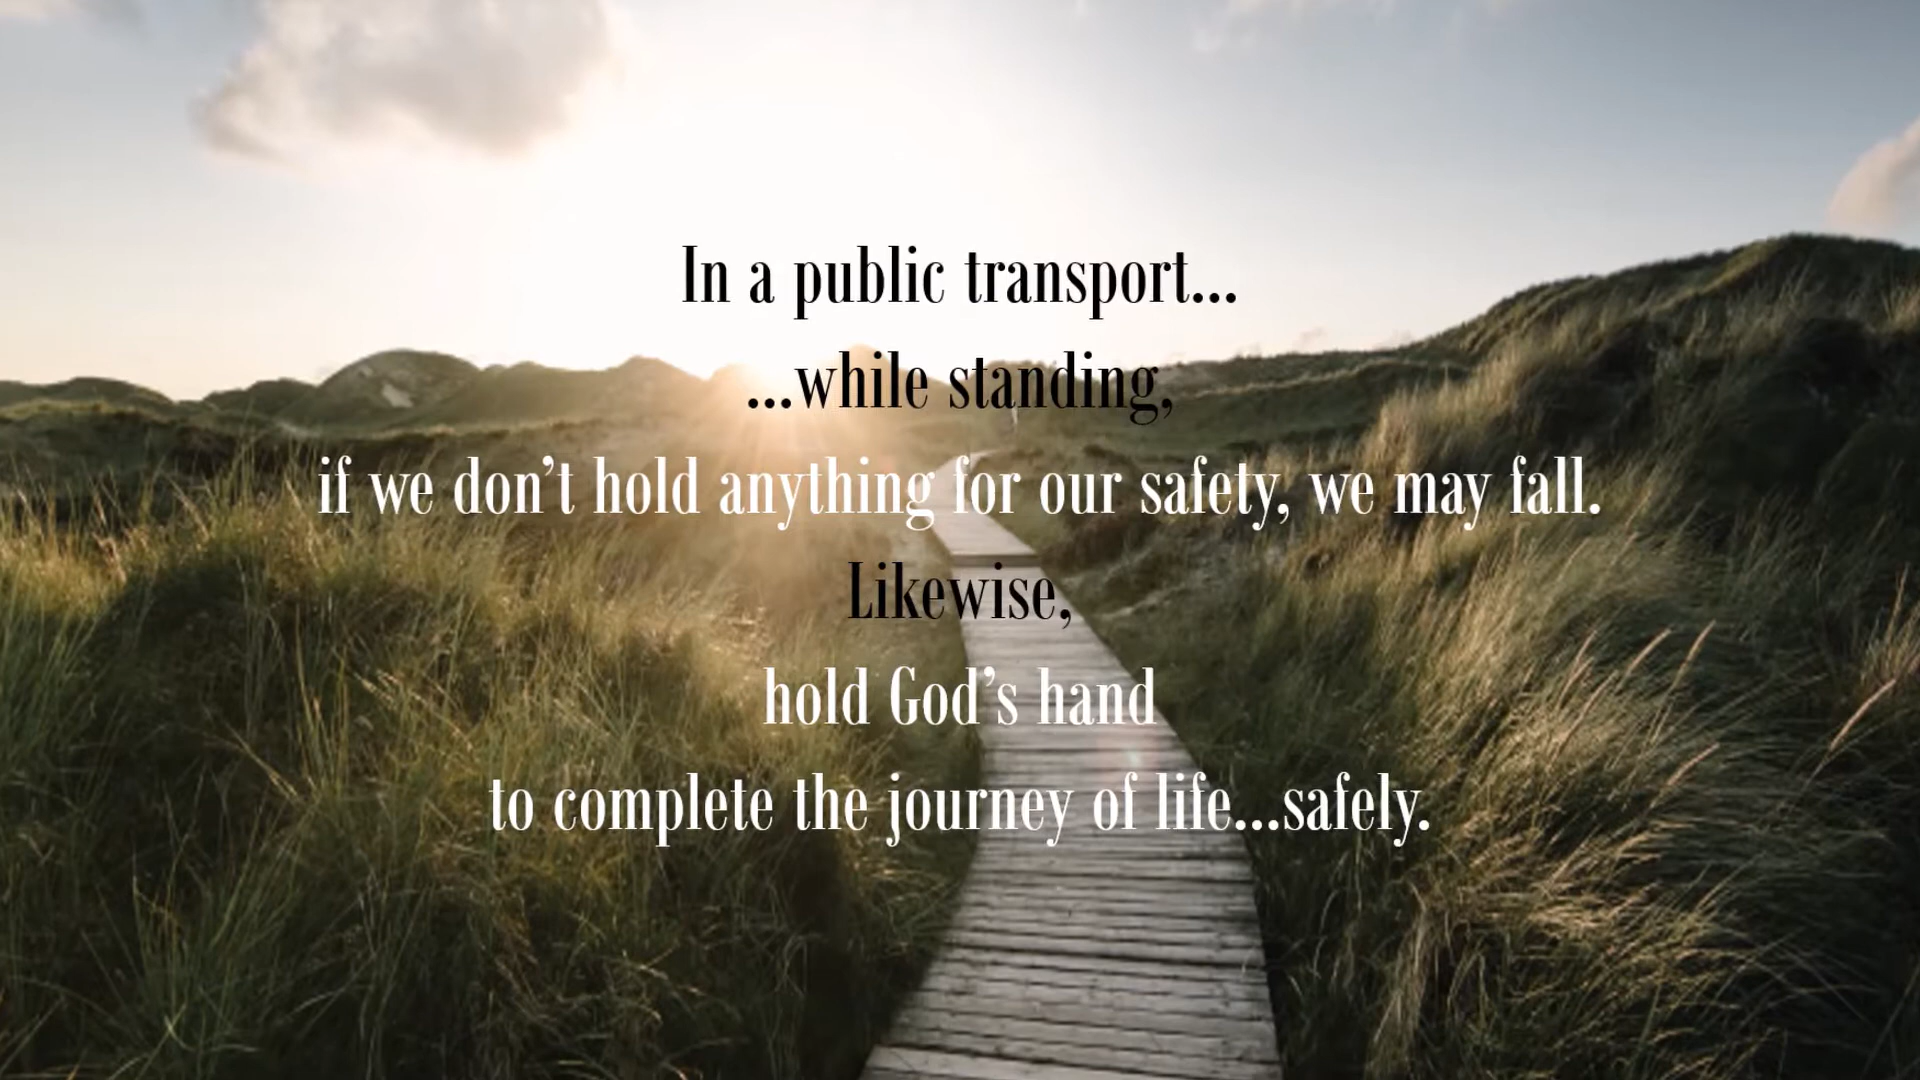 In a public transport...
...while standing,
if we don’t hold anything for our safety, we may fall.
Likewise,
hold God’s hand
to complete the journey of life...safely.